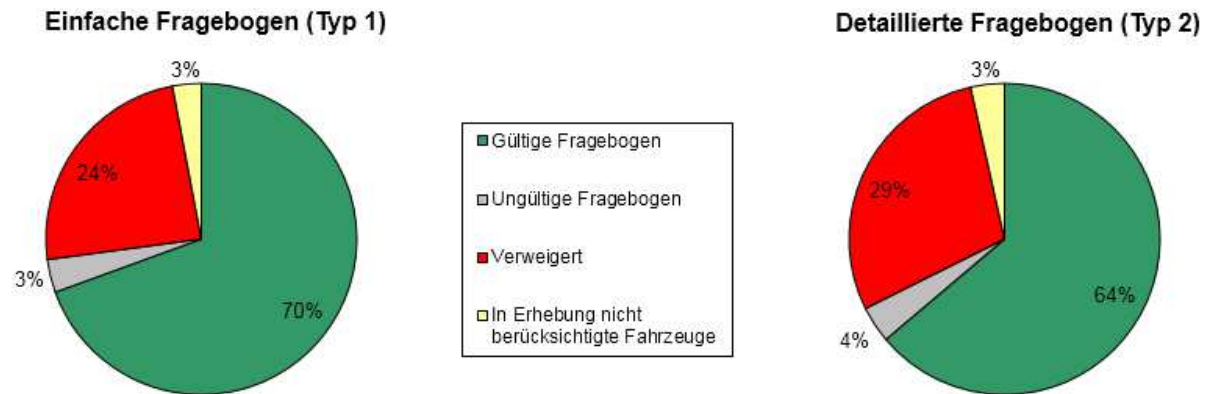 Einfache Fragebogen (Typ 1)
3%
24%
3%
70%
Gültige Fragebogen
Ungültige Fragebogen
Verweigert
In Erhebung nicht
berücksichtigte Fahrzeuge
Detaillierte Fragebogen (Typ 2)
3%
29%
4%
64%